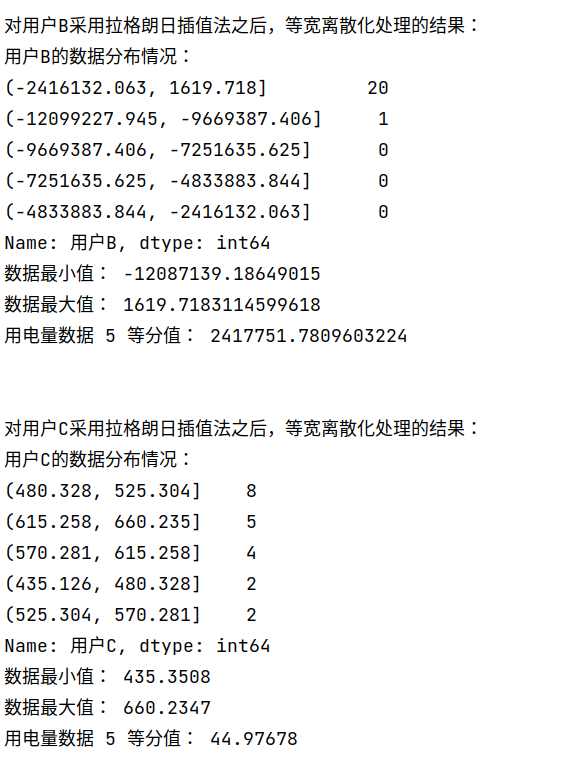 对用户B采用拉格朗日插值法之后，等宽离散化处理的结果：
用户B的数据分布情况：
(-2416132.063, 1619.718]         20
(-12099227.945, -9669387.406]     1
(-9669387.406, -7251635.625]      0
(-7251635.625, -4833883.844]      0
(-4833883.844, -2416132.063]      0
Name: 用户B, dtype: int64
数据最小值： -12087139.18649015
数据最大值： 1619.7183114599618
用电量数据 5 等分值： 2417751.7809603224
对用户C采用拉格朗日插值法之后，等宽离散化处理的结果：
用户C的数据分布情况：
(480.328, 525.304]    8
(615.258, 660.235]    5
(570.281, 615.258]    4
(435.126, 480.328]    2
(525.304, 570.281]    2
Name: 用户C, dtype: int64
数据最小值： 435.3508
数据最大值： 660.2347
用电量数据 5 等分值： 44.97678